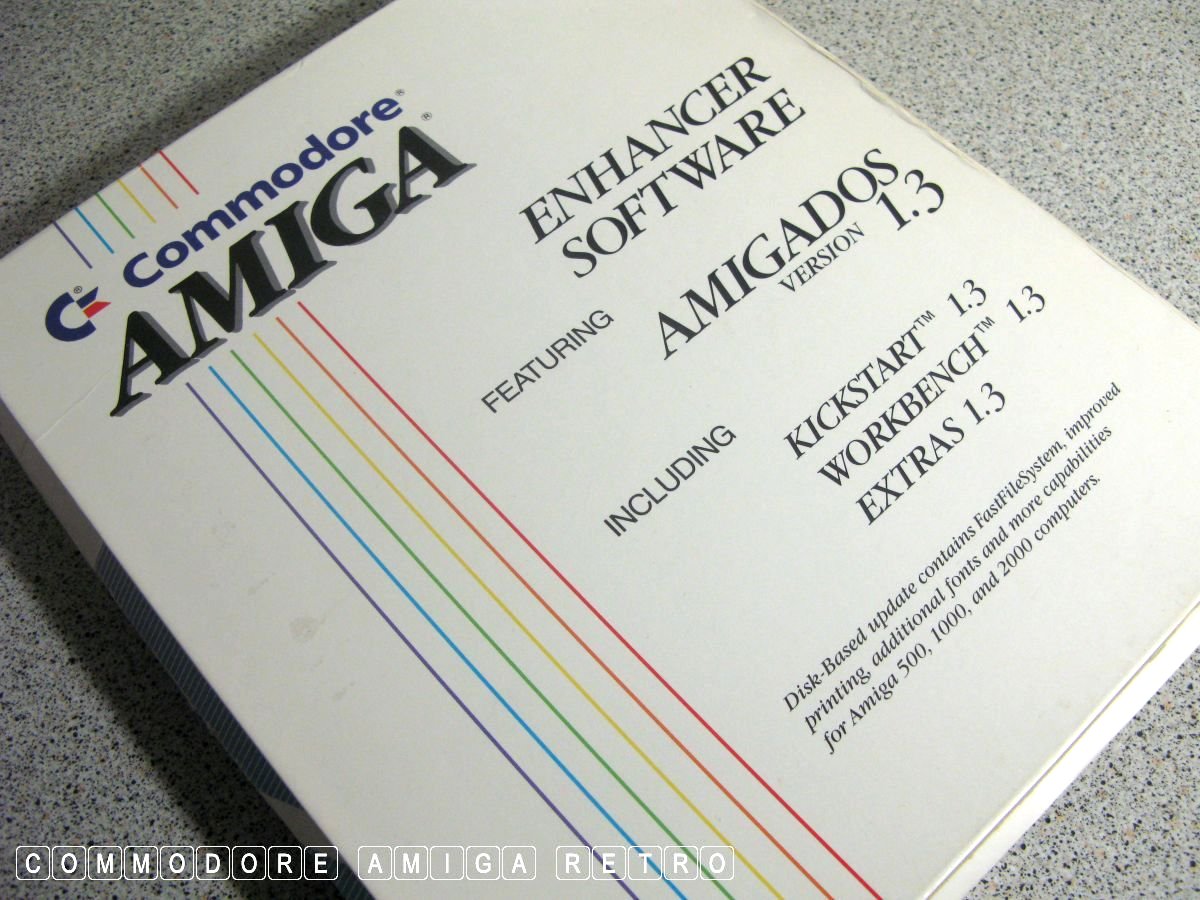 Commodore®
AMIGA®
ENHANCER
SOFTWARE
FEATURING
AMIGADOS
VERSION 1.3
INCLUDING
KICKSTART™ 1.3
WORKBENCH™ 1.3
EXTRAS 1.3
Disk-Based update contains FastFileSystem, improved
printing, additional fonts and more capabilities
for Amiga 500, 1000, and 2000 computers.
COMMODORE AMIGA RETRO